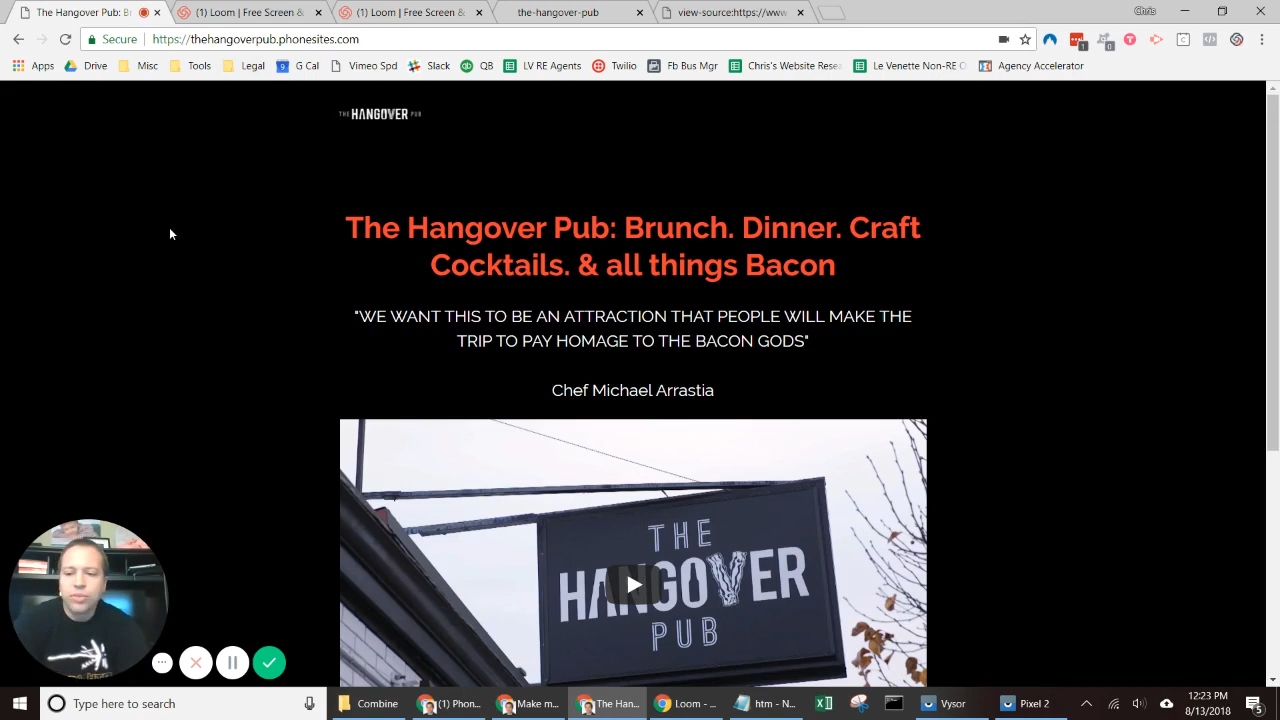 The Hangover Pub: Br
(1) Loom | Free Screen &
(1) Loom | Free Screen &
the-hangover-pub
view-source:https://www
Chris
Secure
https://thehangoverpub.phonesites.com
1
0
Apps
Drive
Misc
Tools
Legal
9
G Cal
Vimeo Spd
Slack
qb
QB
LV RE Agents
Twilio
Fb Bus Mgr
Chris's Website Rese
Le Venette Non-RE C
Agency Accelerator
THE HANGOVER PUB
The Hangover Pub: Brunch. Dinner. Craft
Cocktails. & all things Bacon
"WE WANT THIS TO BE AN ATTRACTION THAT PEOPLE WILL MAKE THE
TRIP TO PAY HOMAGE TO THE BACON GODS"
Chef Michael Arrastia
THE
HANGOVER
PUB
Type here to search
Combine
(1) Phon...
Make m...
The Han...
Loom - ...
htm - N...
Vysor
Pixel 2
12:23 PM
8/13/2018
5